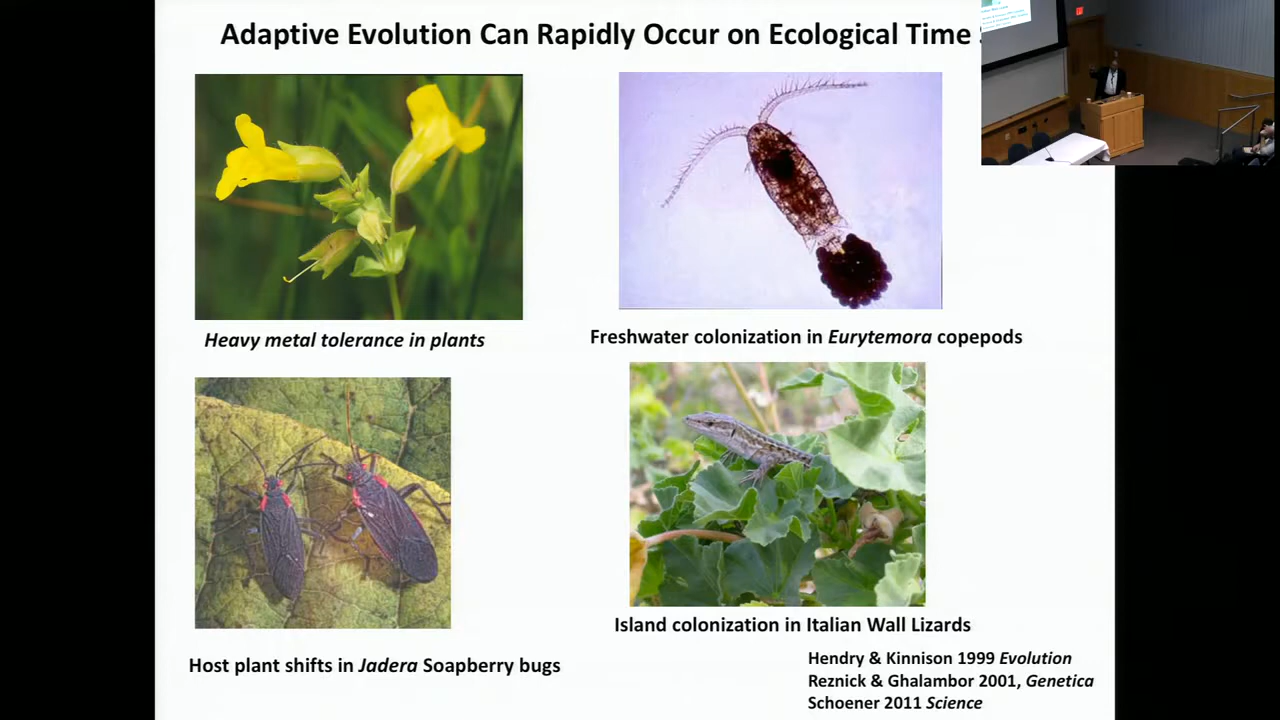 Adaptive Evolution Can Rapidly Occur on Ecological Time
Heavy metal tolerance in plants
Freshwater colonization in Eurytemora copepods
Host plant shifts in Jadera Soapberry bugs
Island colonization in Italian Wall Lizards
Hendry & Kinnison 1999 Evolution
Reznick & Ghalambor 2001, Genetica
Schoener 2011 Science